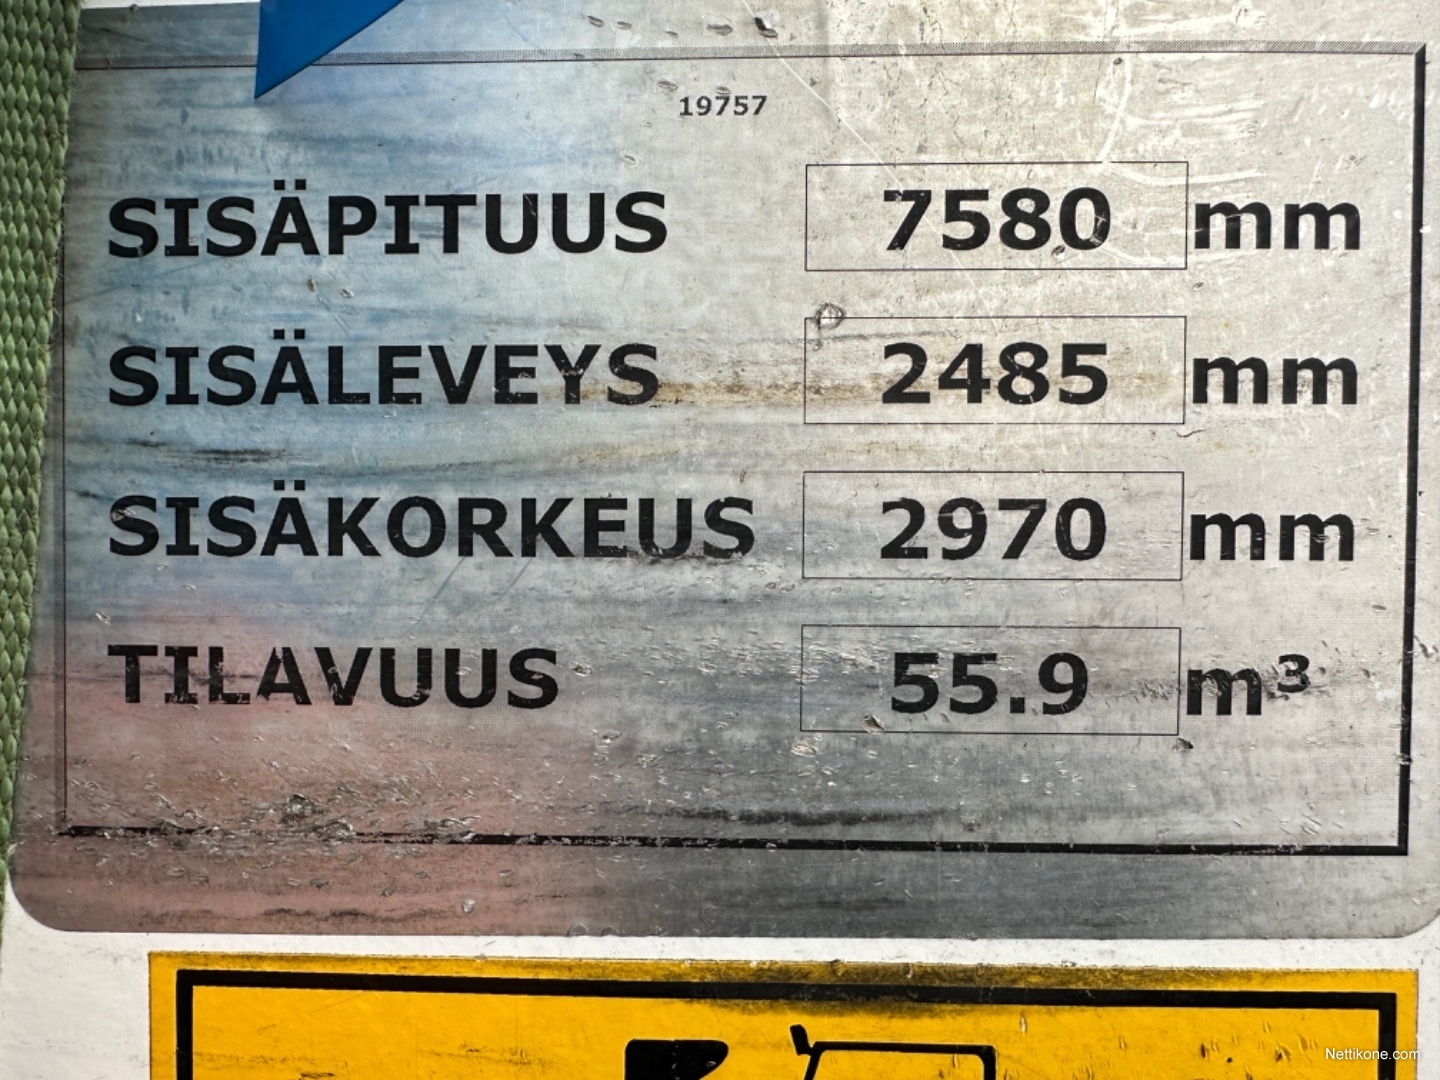 19757
SISÄPITUUS 7580 mm
SISÄLEVEYS 2485 mm
SISÄKORKEUS 2970 mm
TILAVUUS 55.9 m³
Nettikone.com